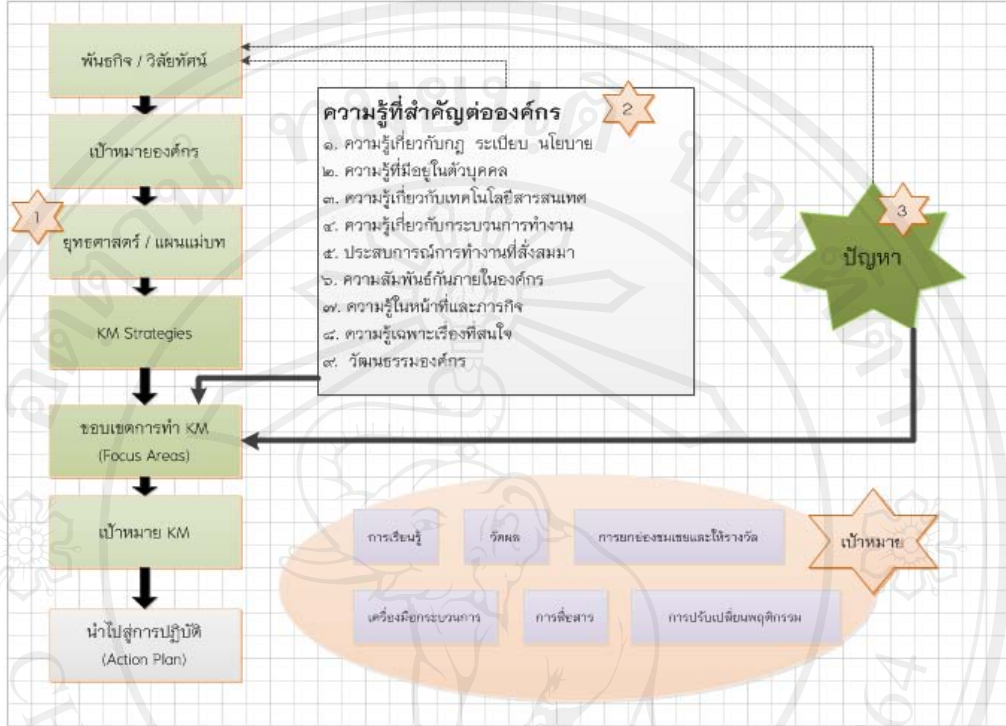 พันธกิจ / วิสัยทัศน์
เป้าหมายองค์กร
1
ยุทธศาสตร์ / แผนแม่บท
KM Strategies
ขอบเขตการทำ KM
(Focus Areas)
เป้าหมาย KM
นำไปสู่การปฏิบัติ
(Action Plan)
ความรู้ที่สำคัญต่อองค์กร
2
๑. ความรู้เกี่ยวกับกฎ ระเบียบ นโยบาย
๒. ความรู้ที่มีอยู่ในตัวบุคคล
๓. ความรู้เกี่ยวกับเทคโนโลยีสารสนเทศ
๔. ความรู้เกี่ยวกับกระบวนการทำงาน
๕. ประสบการณ์การทำงานที่สั่งสมมา
๖. ความสัมพันธ์กันภายในองค์กร
๗. ความรู้ในหน้าที่และภารกิจ
๘. ความรู้เฉพาะเรื่องที่สนใจ
๙. วัฒนธรรมองค์กร
3
ปัญหา
การเรียนรู้
วัดผล
การยกย่องชมเชยและให้รางวัล
เป้าหมาย
เครื่องมือกระบวนการ
การสื่อสาร
การปรับเปลี่ยนพฤติกรรม